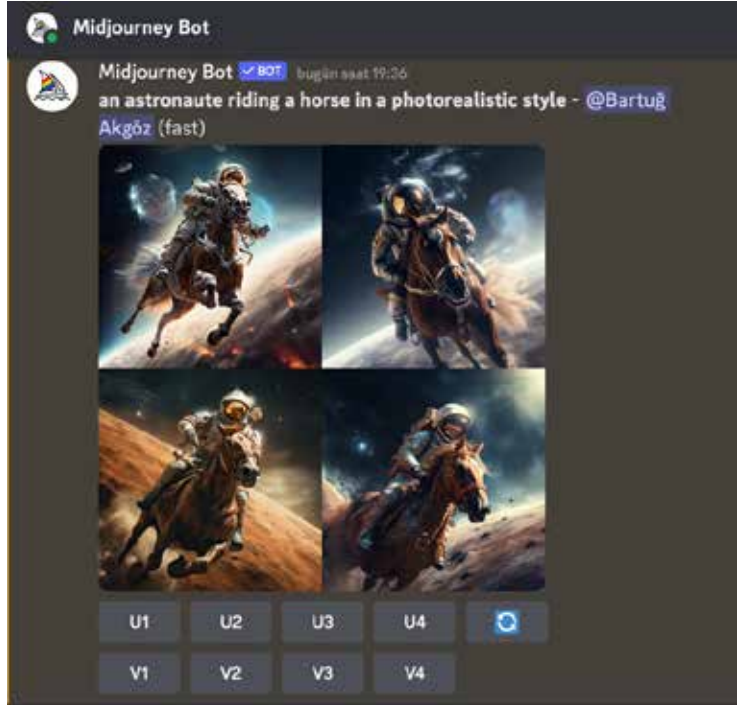 Midjourney Bot
Midjourney Bot BOT bugün saat 19:36
an astronaute riding a horse in a photorealistic style - @Bartuğ
Akgöz (fast)
U1 U2 U3 U4
V1 V2 V3 V4